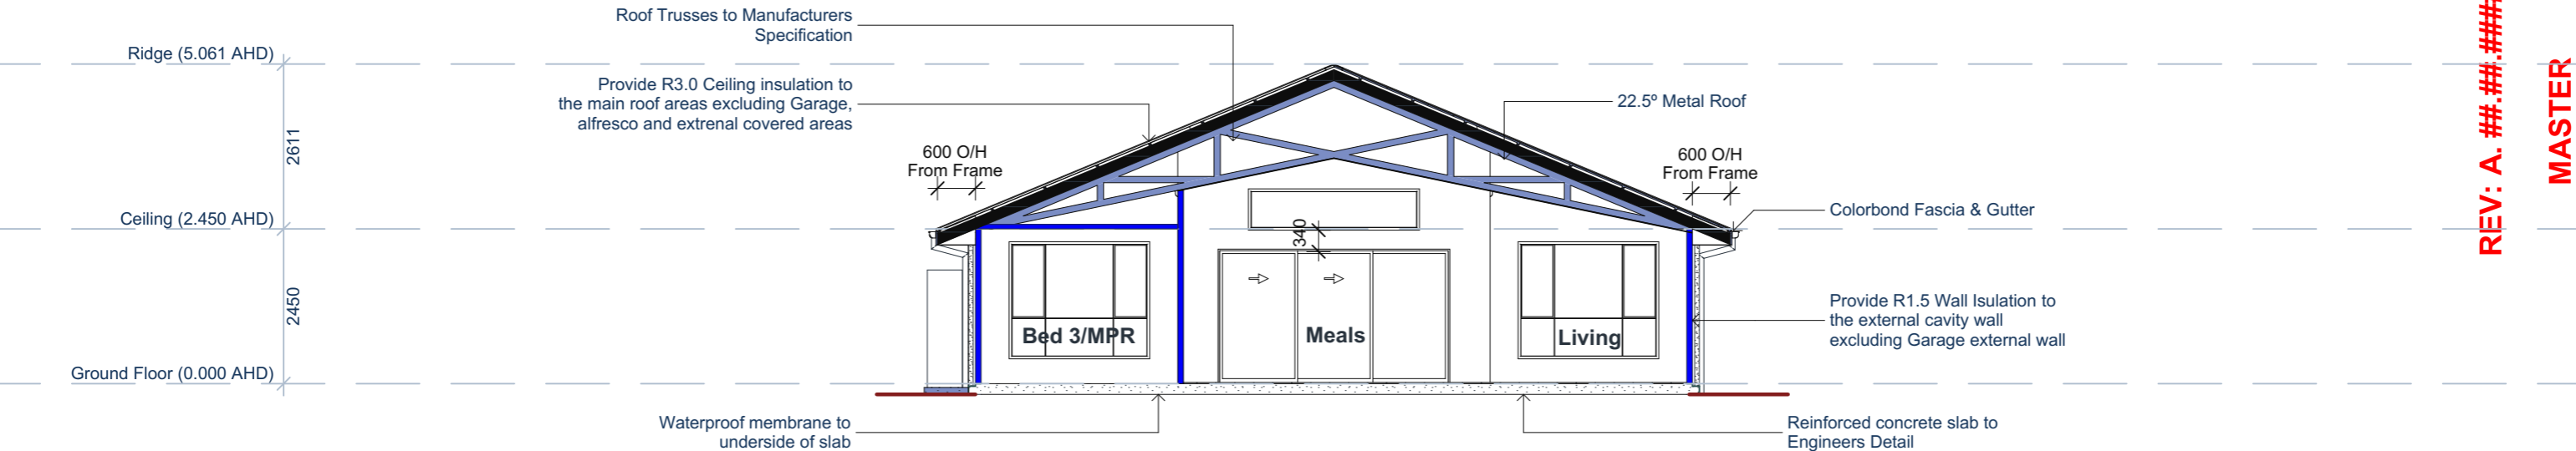 Roof Trusses to Manufacturers
Specification
Ridge (5.061 AHD)
Provide R3.0 Ceiling insulation to
the main roof areas excluding Garage,
alfresco and extrenal covered areas
22.5º Metal Roof
2611
600 O/H
From Frame
600 O/H
From Frame
Ceiling (2.450 AHD)
Colorbond Fascia & Gutter
340
2450
Provide R1.5 Wall Isulation to
the external cavity wall
excluding Garage external wall
Bed 3/MPR
Meals
Living
Ground Floor (0.000 AHD)
Waterproof membrane to
underside of slab
Reinforced concrete slab to
Engineers Detail
REV: A. ##.##.###
MASTER